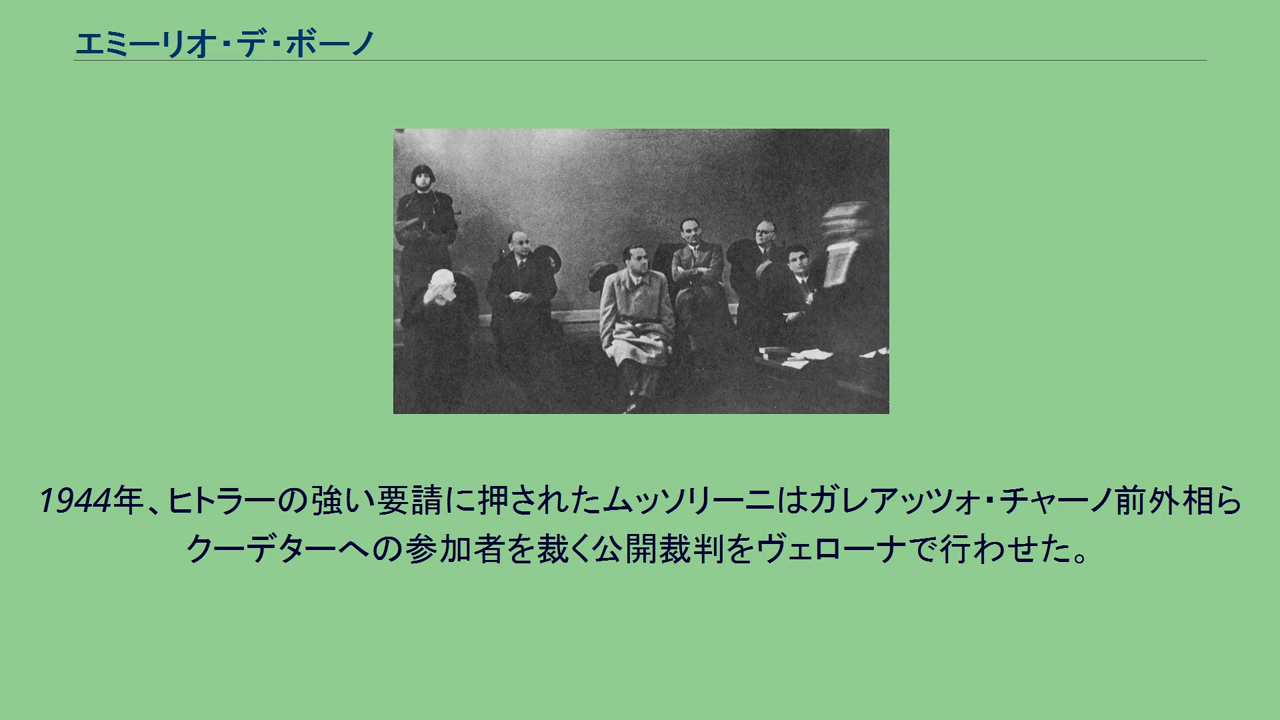 エミーリオ・デ・ボーノ
1944年、ヒトラーの強い要請に押されたムッソリーニはガレアッツォ・チャーノ前外相ら
クーデターへの参加者を裁く公開裁判をヴェローナで行わせた。